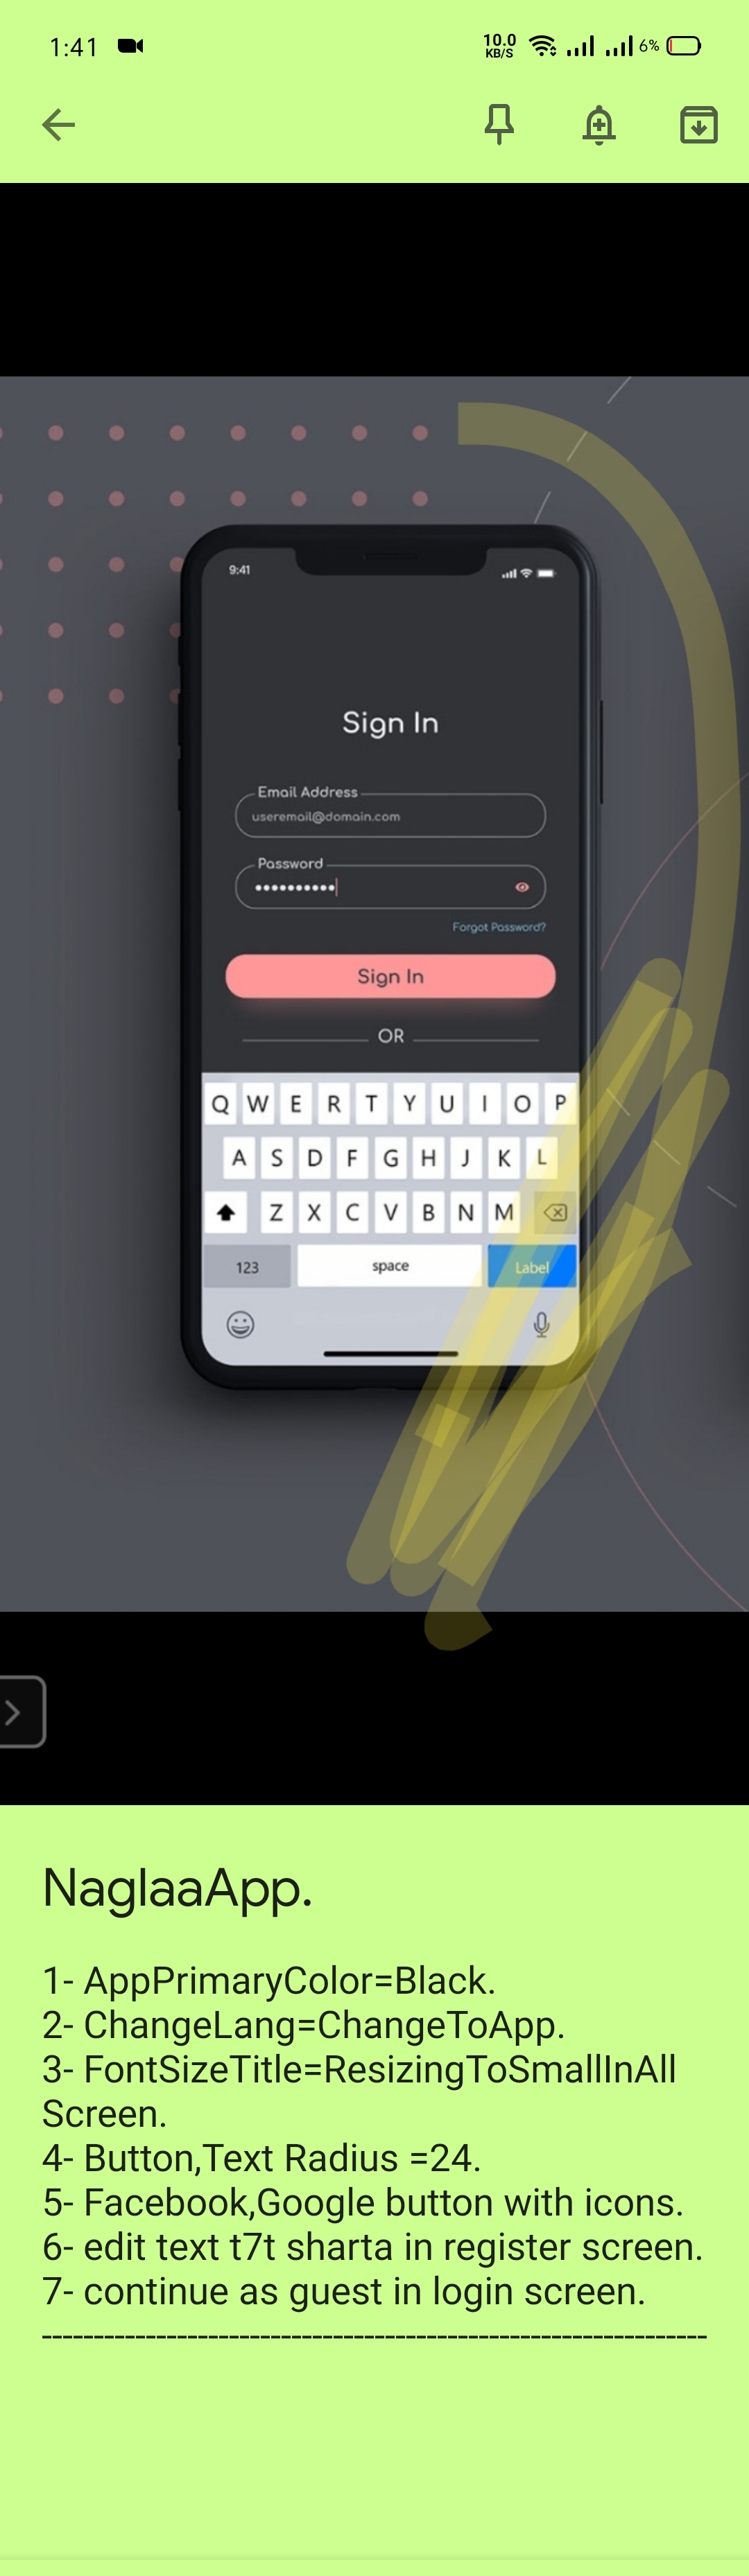 1:41
10.0
KB/S
6%
9:41
Sign In
Email Address
useremail@domain.com
Password
Forgot Password?
Sign In
OR
Q W E R T Y U I O P
A S D F G H J K L
Z X C V B N M
123 space Label
NaglaaApp.
1- AppPrimaryColor=Black.
2- ChangeLang=ChangeToApp.
3- FontSizeTitle=ResizingToSmallInAll
Screen.
4- Button,Text Radius =24.
5- Facebook,Google button with icons.
6- edit text t7t sharta in register screen.
7- continue as guest in login screen.
----------------------------------------------------------------